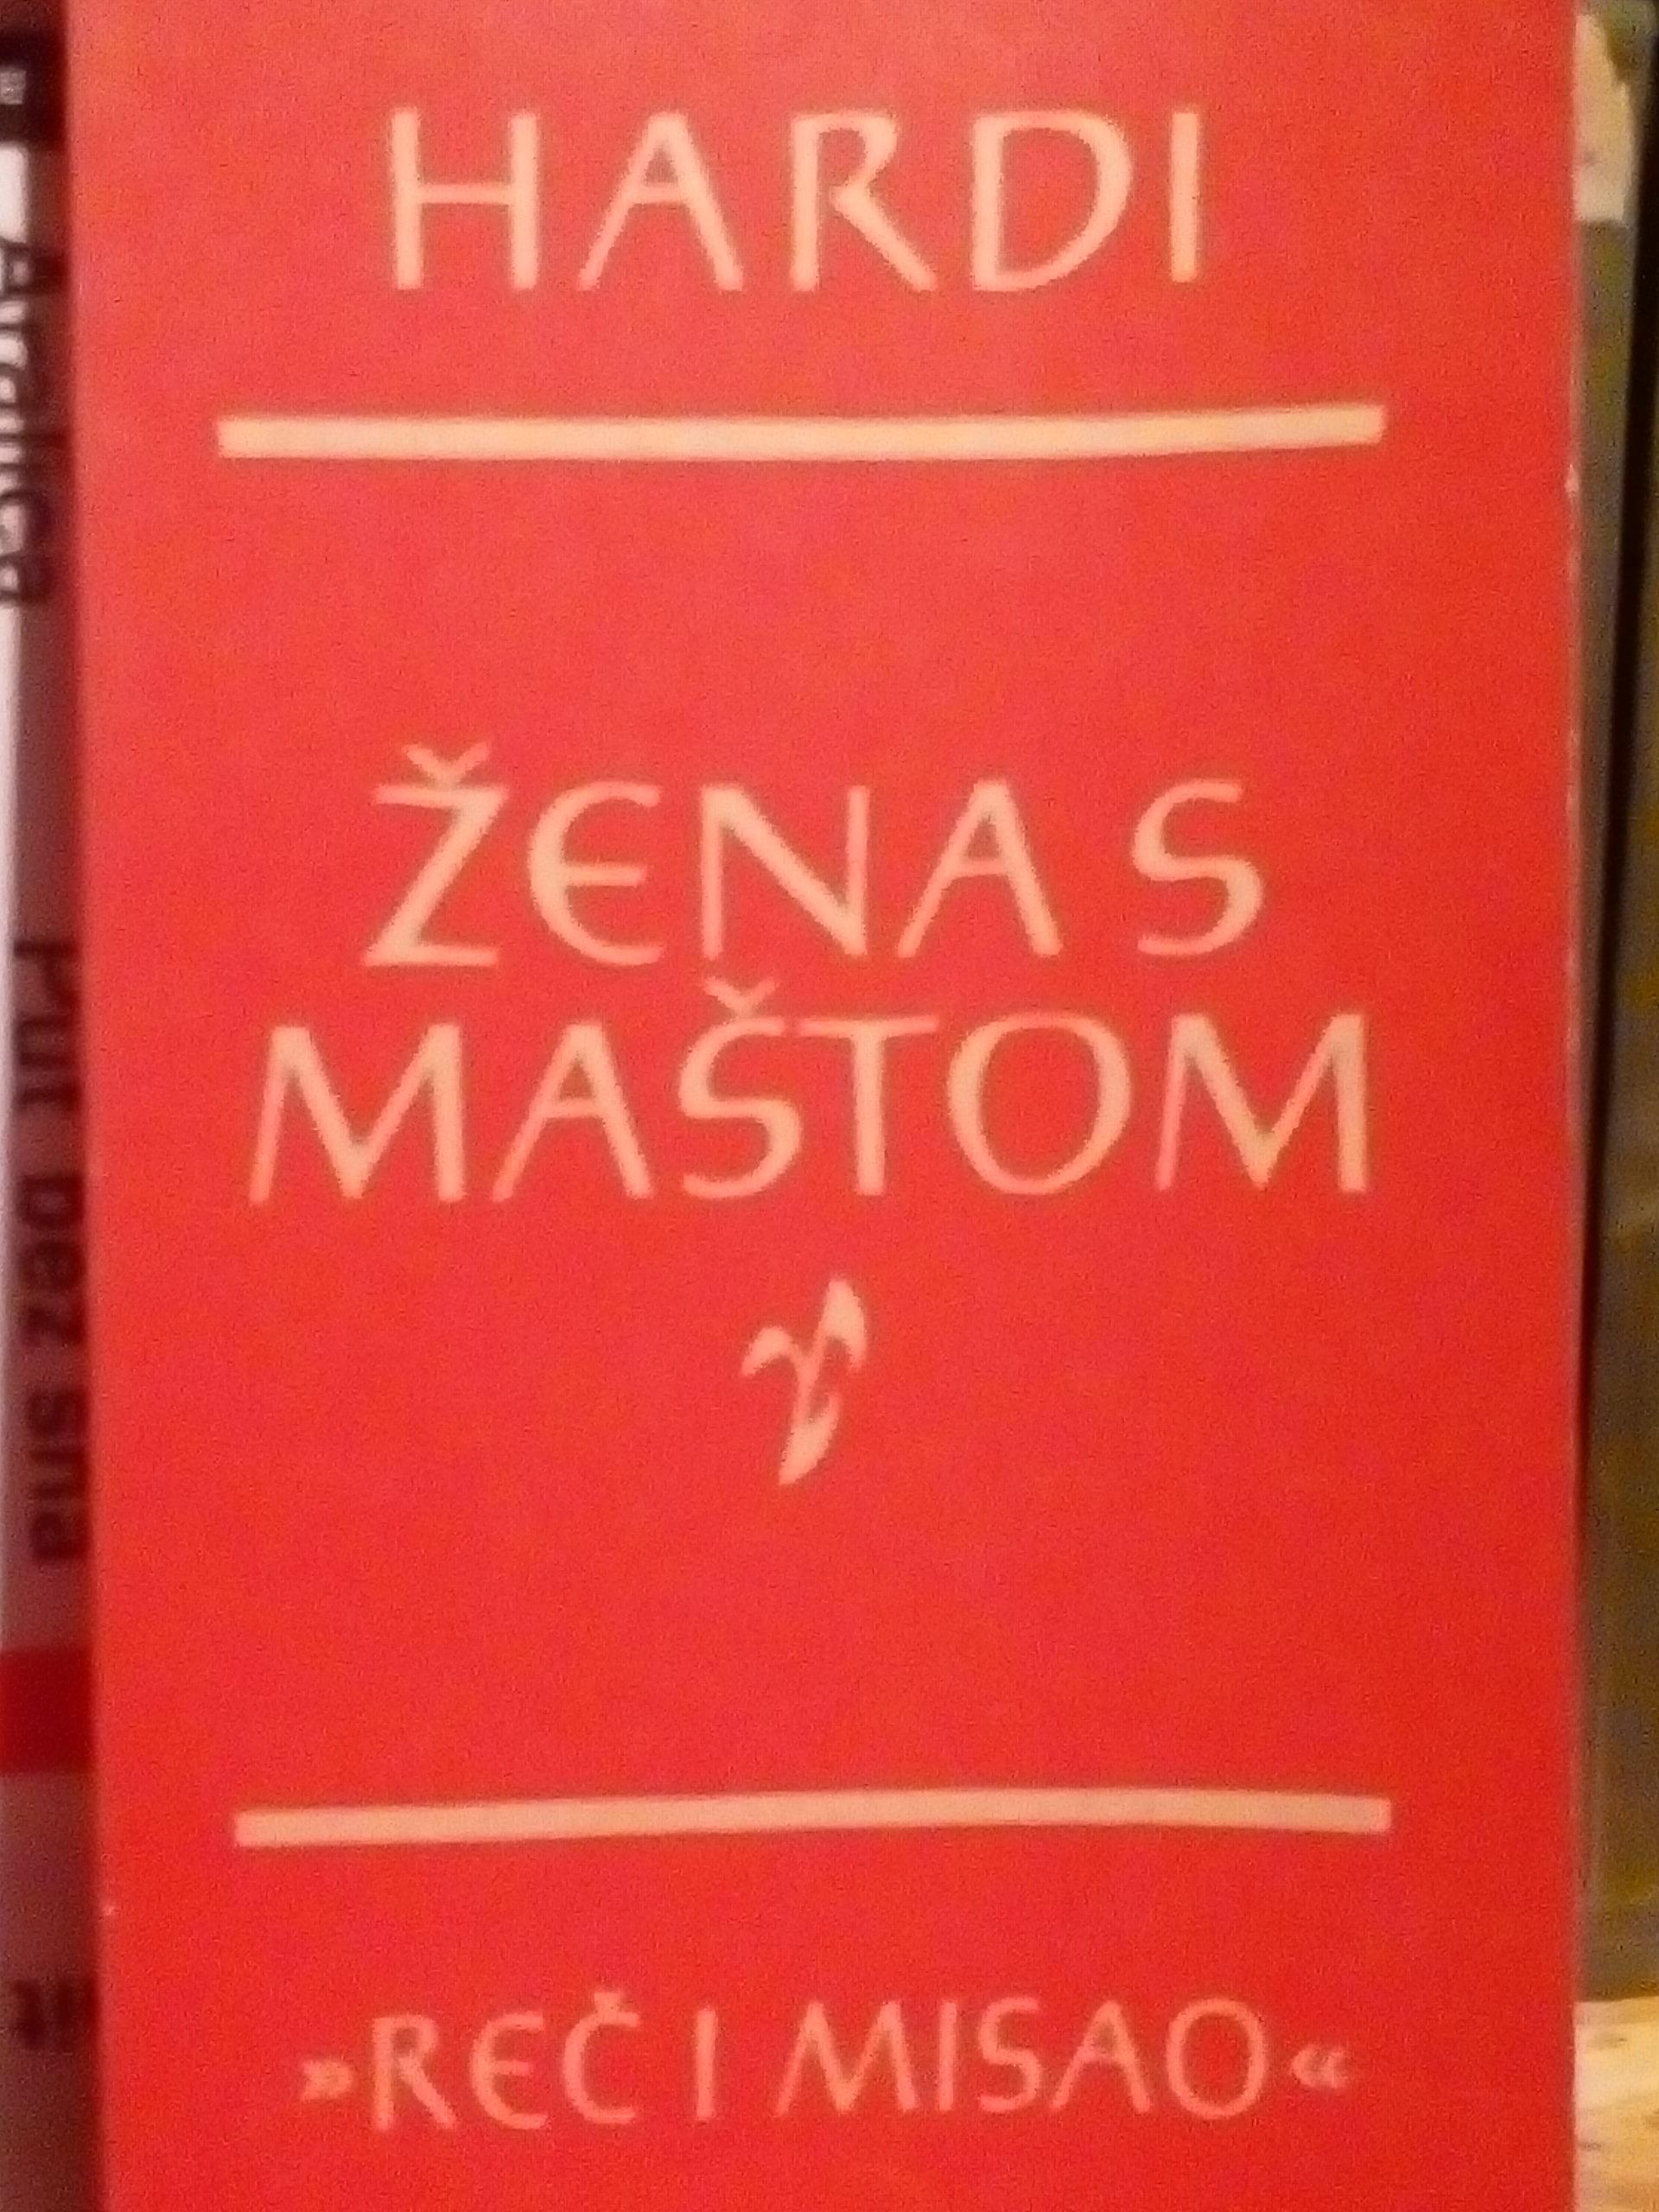 HARDI
ŽENA S
MAŠTOM
»REČ I MISAO«